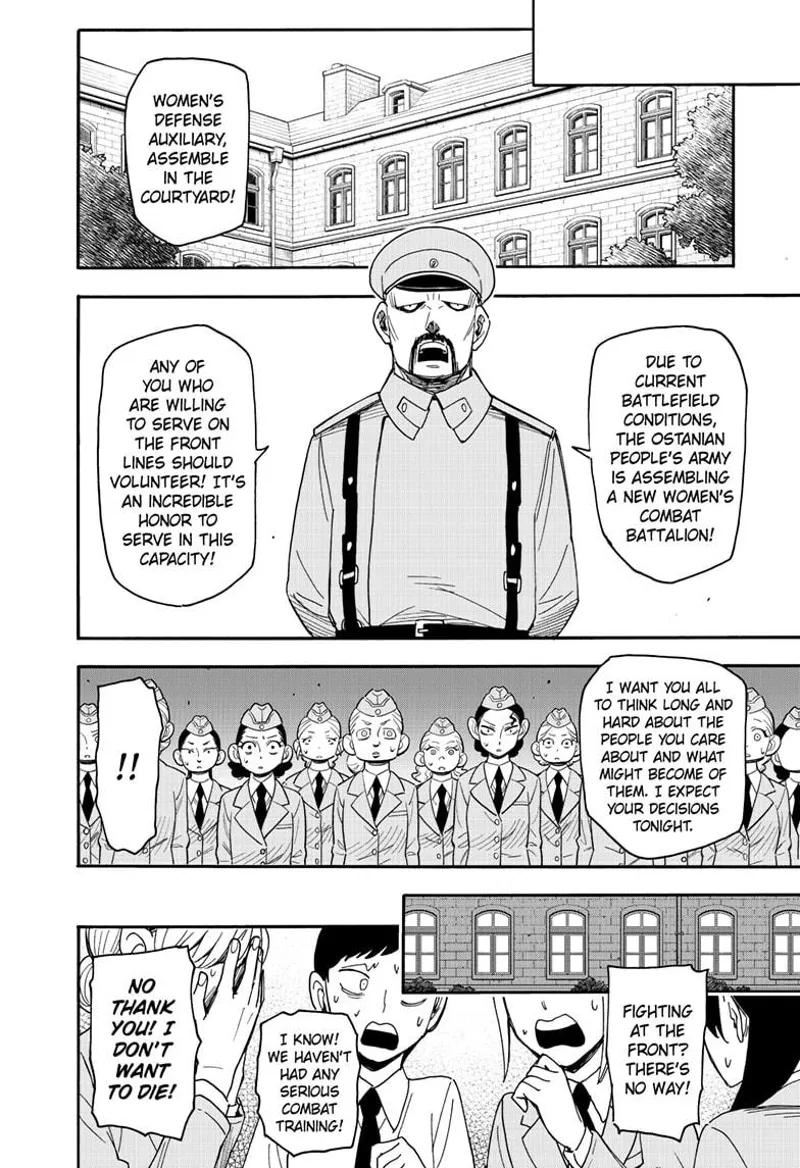 WOMEN'S
DEFENSE
AUXILIARY,
ASSEMBLE
IN THE
COURTYARD!
DUE TO
CURRENT
BATTLEFIELD
CONDITIONS,
THE OSTANIAN
PEOPLE'S ARMY
IS ASSEMBLING
A NEW WOMEN'S
COMBAT
BATTALION!
ANY OF
YOU WHO
ARE WILLING
TO SERVE ON
THE FRONT
LINES SHOULD
VOLUNTEER! IT'S
AN INCREDIBLE
HONOR TO
SERVE IN THIS
CAPACITY!
I WANT YOU ALL
TO THINK LONG AND
HARD ABOUT THE
PEOPLE YOU CARE
ABOUT AND WHAT
MIGHT BECOME OF
THEM. I EXPECT
YOUR DECISIONS
TONIGHT.
!!
FIGHTING
AT THE
FRONT?
THERE'S
NO WAY!
I KNOW!
WE HAVEN'T
HAD ANY
SERIOUS
COMBAT
TRAINING!
NO
THANK
YOU! I
DON'T
WANT
TO DIE!